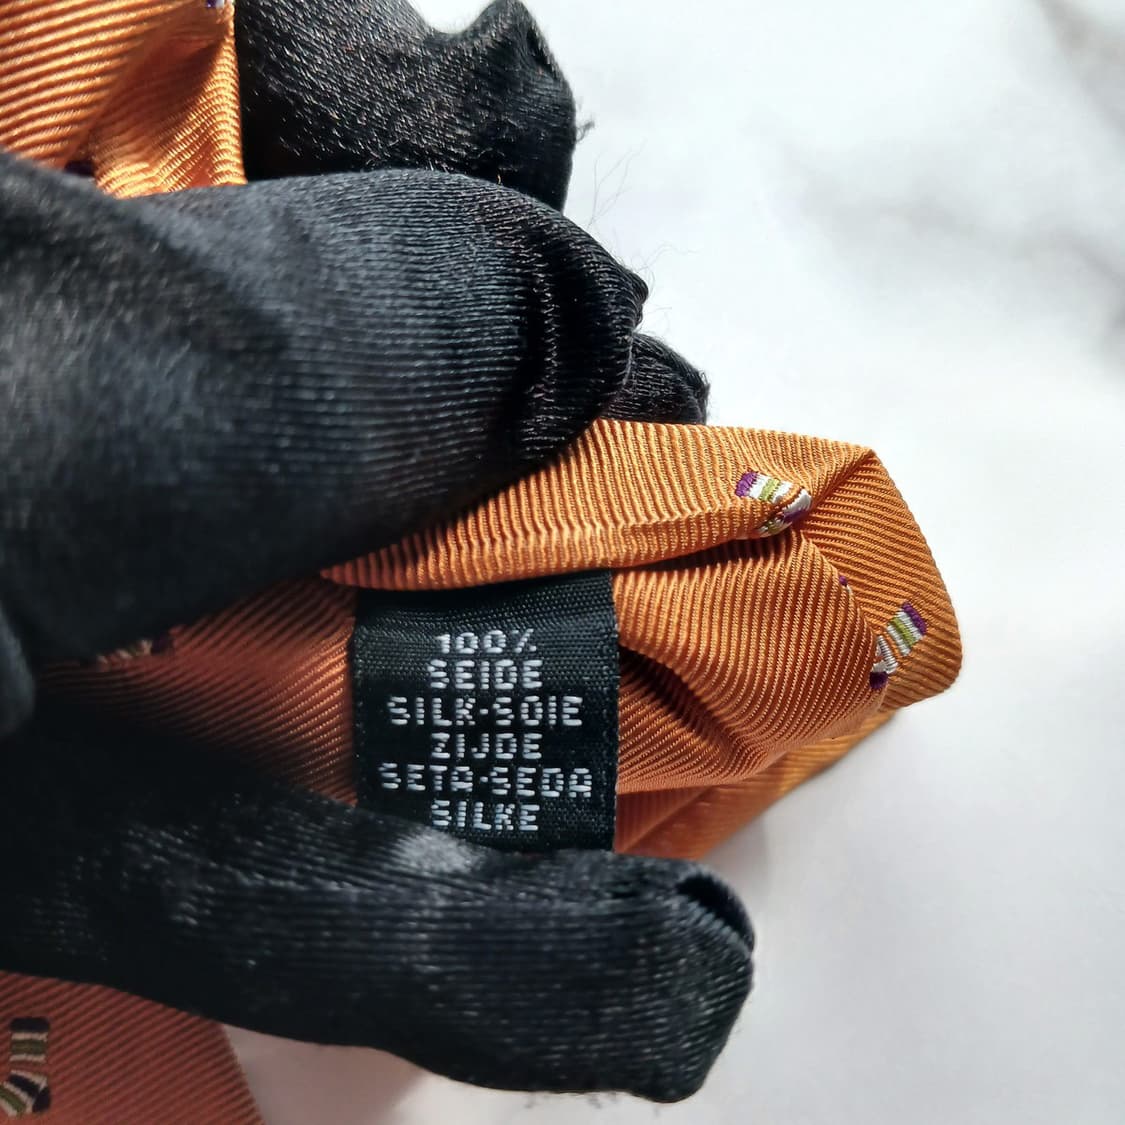 100%
SEIDE
SILK-SOIE
ZIJDE
SETA-SEDA
SILKE